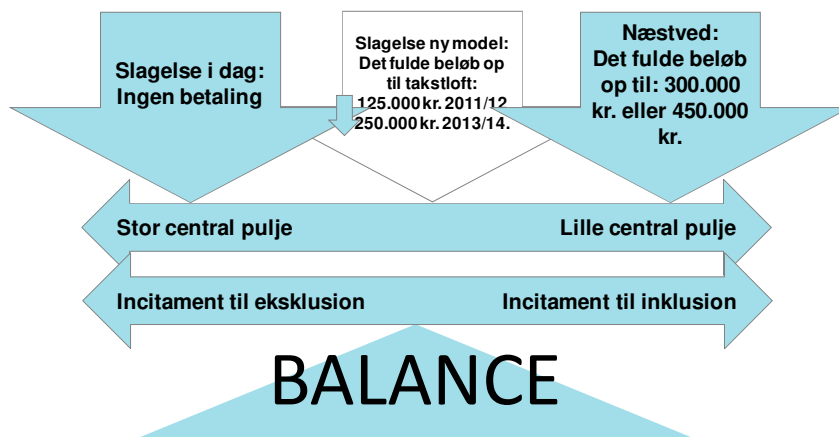 Slagelse i dag:
Ingen betaling
Slagelse ny model:
Det fulde beløb op
til takstloft:
125.000 kr. 2011/12
250.000 kr. 2013/14.
Næstved:
Det fulde beløb
op til: 300.000
kr. eller 450.000
kr.
Stor central pulje
Lille central pulje
Incitament til eksklusion
Incitament til inklusion
BALANCE